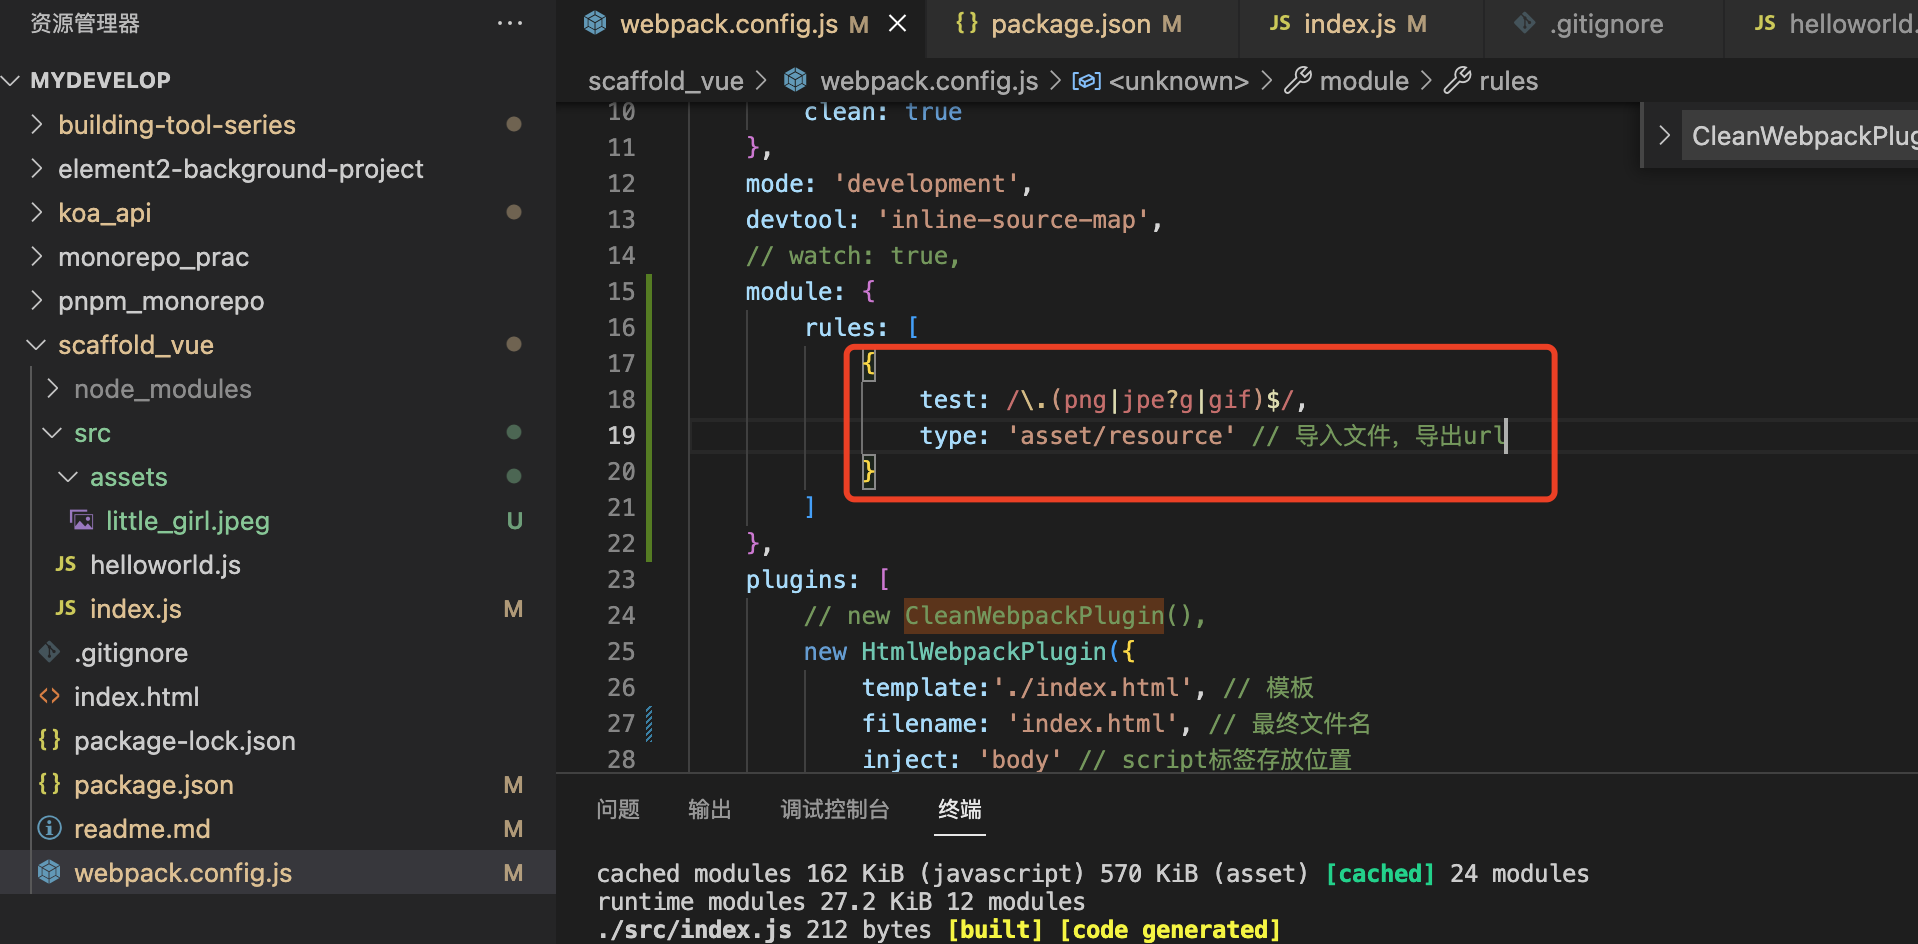 资源管理器 ···
MYDEVELOP
building-tool-series
element2-background-project
koa_api
monorepo_prac
pnpm_monorepo
scaffold_vue
node_modules
src
assets
little_girl.jpeg U
JS helloworld.js
JS index.js M
.gitignore
<> index.html
{} package-lock.json
{} package.json M
readme.md M
webpack.config.js M
webpack.config.js M
{} package.json M
JS index.js M
.gitignore
JS helloworld.
scaffold_vue > webpack.config.js > <unknown> > module > rules
CleanWebpackPlug
10 clean: true
11 },
12 mode: 'development',
13 devtool: 'inline-source-map',
14 // watch: true,
15 module: {
16 rules: [
17 {
18 test: /\.(png|jpe?g|gif)$/,
19 type: 'asset/resource' // 导入文件，导出url
20 }
21 ]
22 },
23 plugins: [
24 // new CleanWebpackPlugin(),
25 new HtmlWebpackPlugin({
26 template:'./index.html', // 模板
27 filename: 'index.html', // 最终文件名
28 inject: 'body' // script标签存放位置
问题 输出 调试控制台 终端
cached modules 162 KiB (javascript) 570 KiB (asset) [cached] 24 modules
runtime modules 27.2 KiB 12 modules
./src/index.js 212 bytes [built] [code generated]